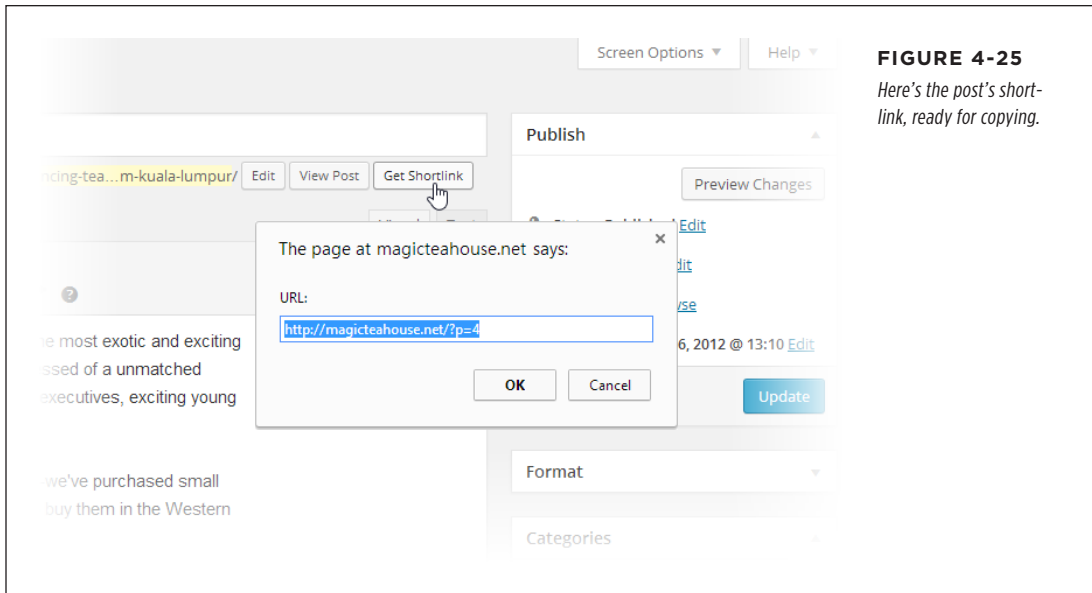 Screen Options Help
FIGURE 4-25
Here's the post's short-
link, ready for copying.
Publish
ncing-tea...m-kuala-lumpur/ Edit View Post Get Shortlink
Preview Changes
Edit
The page at magicteahouse.net says:
URL:
http://magicteahouse.net/?p=4
6, 2012 @ 13:10 Edit
e most exotic and exciting
ssed of a unmatched
executives, exciting young
OK Cancel
Update
Format
we've purchased small
buy them in the Western
Categories